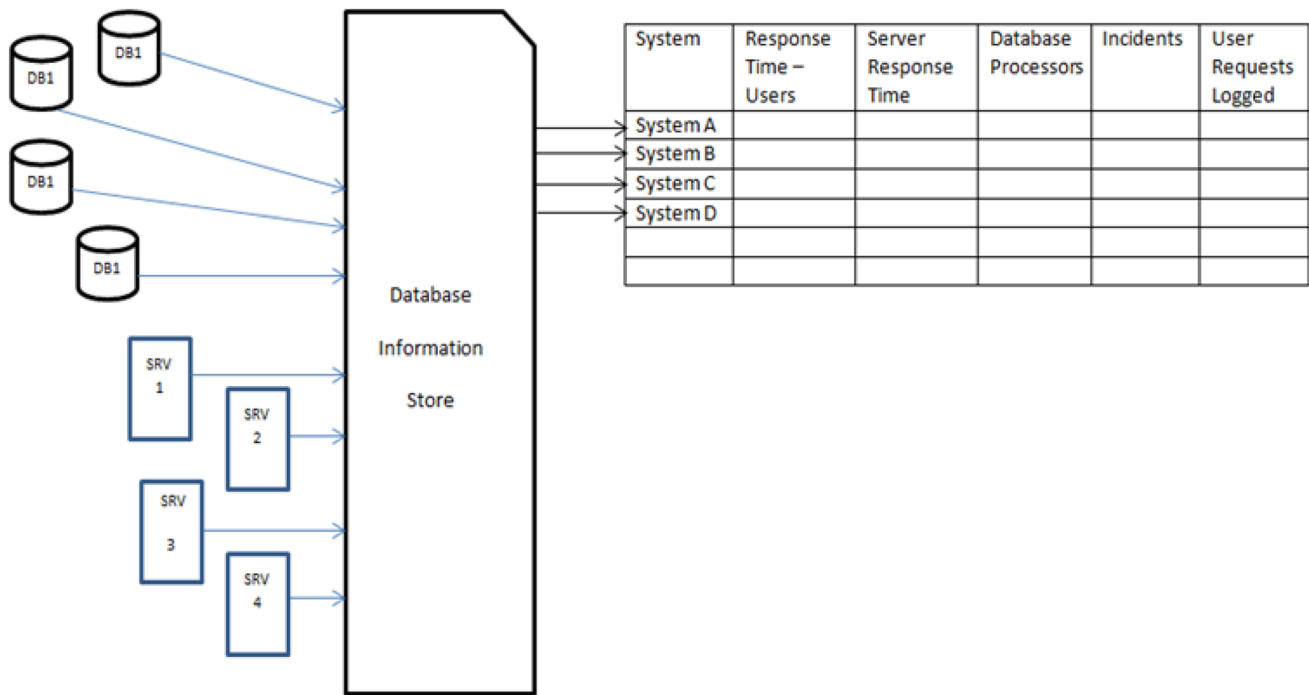 DB1
DB1
DB1
DB1
SRV
1
SRV
2
SRV
3
SRV
4
Database
Information
Store
System
Response
Time –
Users
Server
Response
Time
Database
Processors
Incidents
User
Requests
Logged
System A
System B
System C
System D